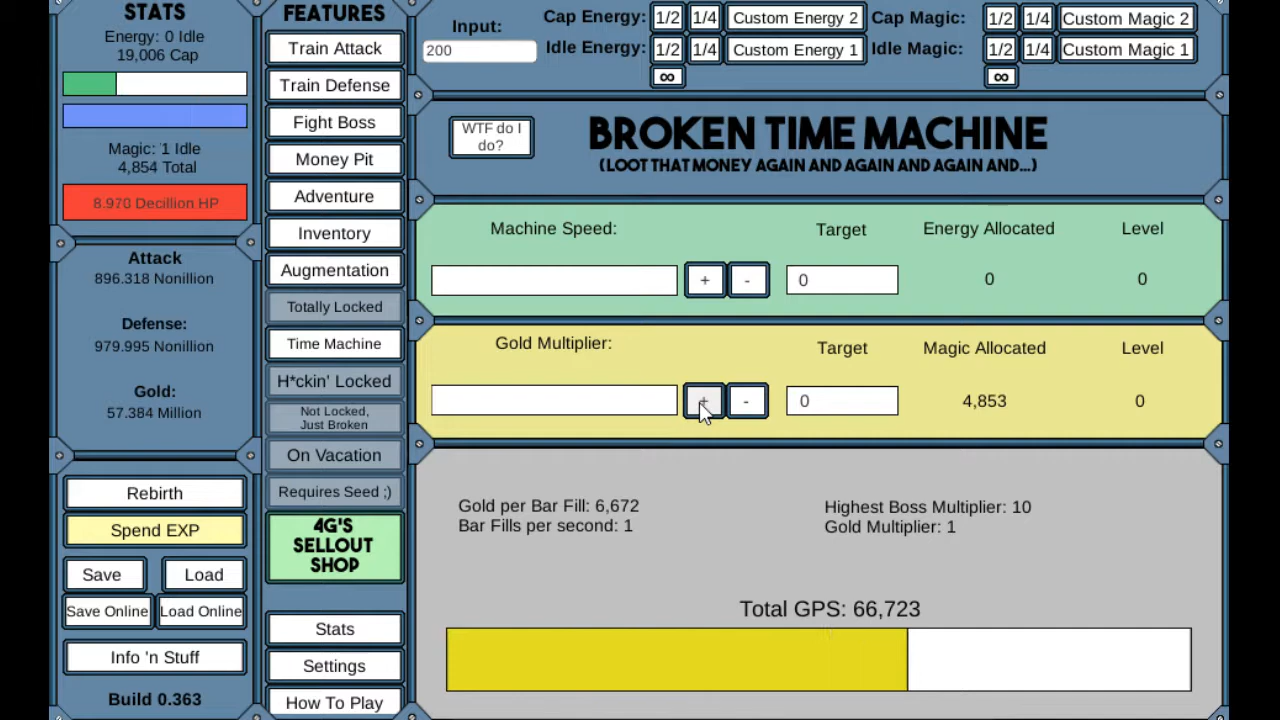 STATS
Energy: 0 Idle
19,006 Cap
Magic: 1 Idle
4,854 Total
8.970 Decillion HP
Attack
896.318 Nonillion
Defense:
979.995 Nonillion
Gold:
57.384 Million
Rebirth
Spend EXP
Save
Load
Save Online
Load Online
Info 'n Stuff
Build 0.363
FEATURES
Train Attack
Train Defense
Fight Boss
Money Pit
Adventure
Inventory
Augmentation
Totally Locked
Time Machine
H*ckin' Locked
Not Locked,
Just Broken
On Vacation
Requires Seed ;)
4G'S
SELLOUT
SHOP
Stats
Settings
How To Play
Input:
200
Cap Energy: 1/2 1/4 Custom Energy 2 Cap Magic: 1/2 1/4 Custom Magic 2
Idle Energy: 1/2 1/4 Custom Energy 1 Idle Magic: 1/2 1/4 Custom Magic 1
∞ ∞
WTF do I
do?
BROKEN TIME MACHINE
(LOOT THAT MONEY AGAIN AND AGAIN AND AGAIN AND...)
Machine Speed: Target Energy Allocated Level
+ - 0 0 0
Gold Multiplier: Target Magic Allocated Level
+ - 0 4,853 0
Gold per Bar Fill: 6,672
Bar Fills per second: 1
Highest Boss Multiplier: 10
Gold Multiplier: 1
Total GPS: 66,723